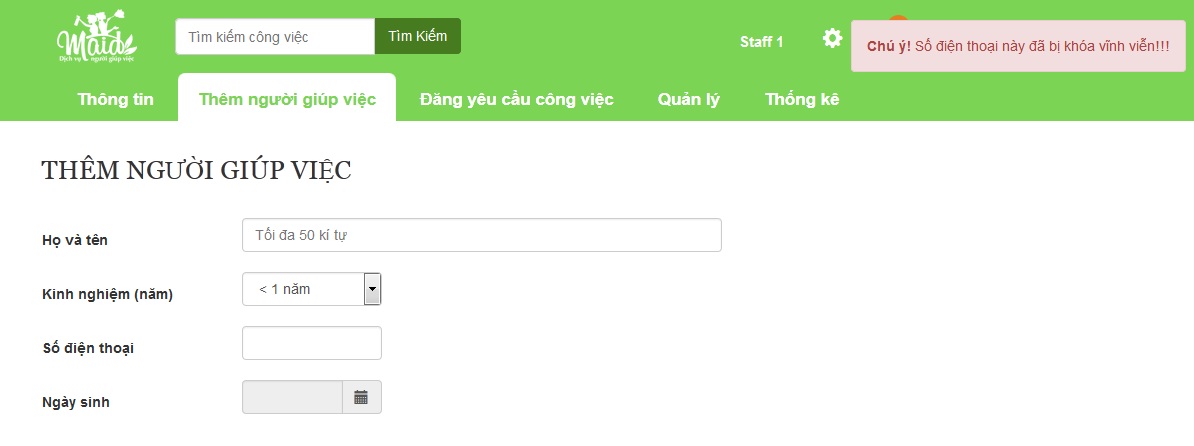 Maid
Dịch vụ người giúp việc
Tìm kiếm công việc
Tìm Kiếm
Staff 1
Chú ý! Số điện thoại này đã bị khóa vĩnh viễn!!!
Thông tin
Thêm người giúp việc
Đăng yêu cầu công việc
Quản lý
Thống kê
THÊM NGƯỜI GIÚP VIỆC
Họ và tên
Tối đa 50 kí tự
Kinh nghiệm (năm)
< 1 năm
Số điện thoại
Ngày sinh